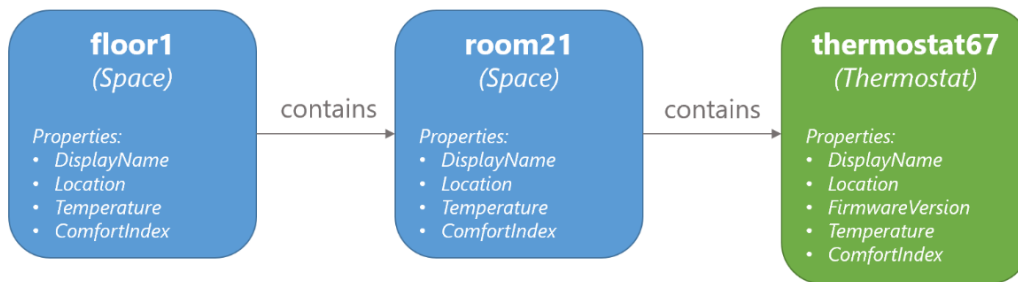 floor1
(Space)
Properties:
• DisplayName
• Location
• Temperature
• ComfortIndex
contains
room21
(Space)
Properties:
• DisplayName
• Location
• Temperature
• ComfortIndex
contains
thermostat67
(Thermostat)
Properties:
• DisplayName
• Location
• FirmwareVersion
• Temperature
• ComfortIndex